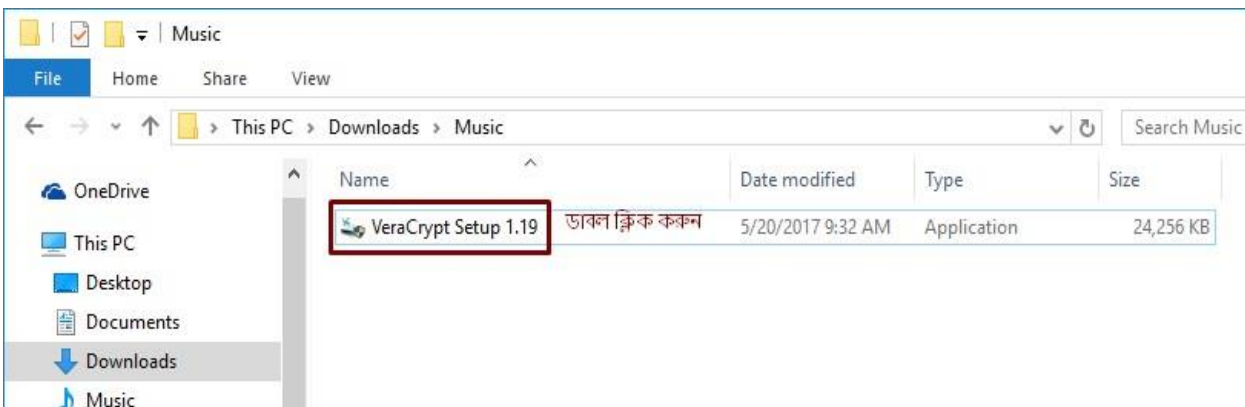 Music
File Home Share View
This PC > Downloads > Music Search Music
OneDrive
This PC
Desktop
Documents
Downloads
Music
Name Date modified Type Size
VeraCrypt Setup 1.19 ডাবল ক্লিক করুন 5/20/2017 9:32 AM Application 24,256 KB